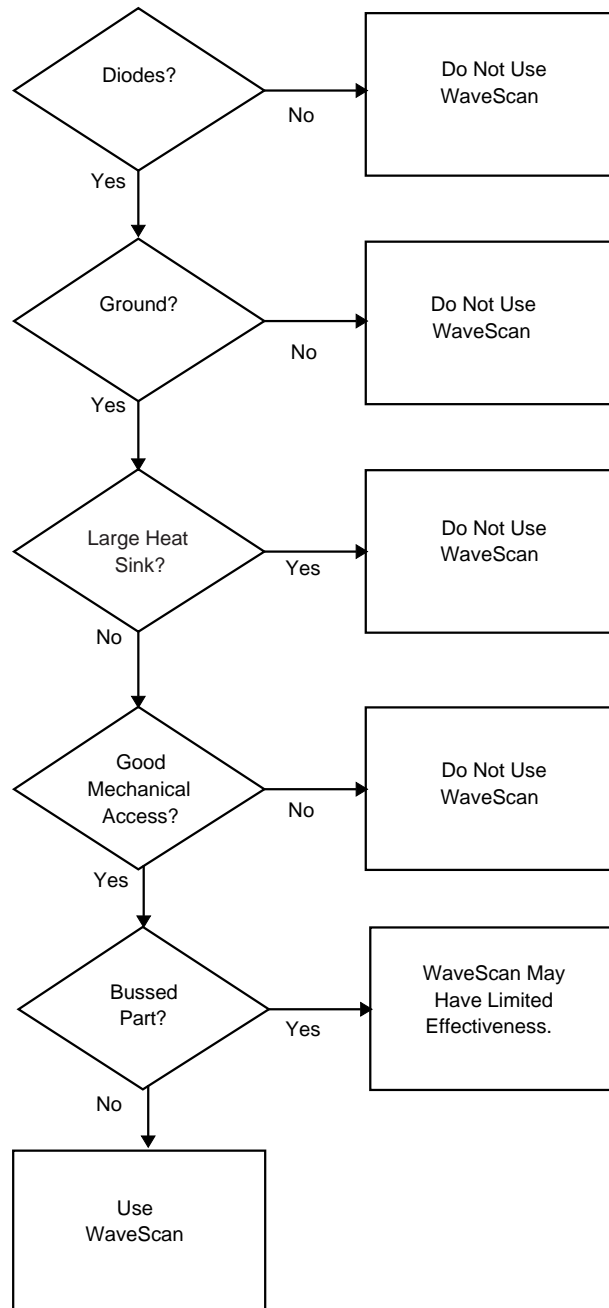 Diodes?
Do Not Use
WaveScan
No
Yes
Ground?
Do Not Use
WaveScan
No
Yes
Large Heat
Sink?
Do Not Use
WaveScan
Yes
No
Good
Mechanical
Access?
Do Not Use
WaveScan
No
Yes
Bussed
Part?
WaveScan May
Have Limited
Effectiveness.
Yes
No
Use
WaveScan